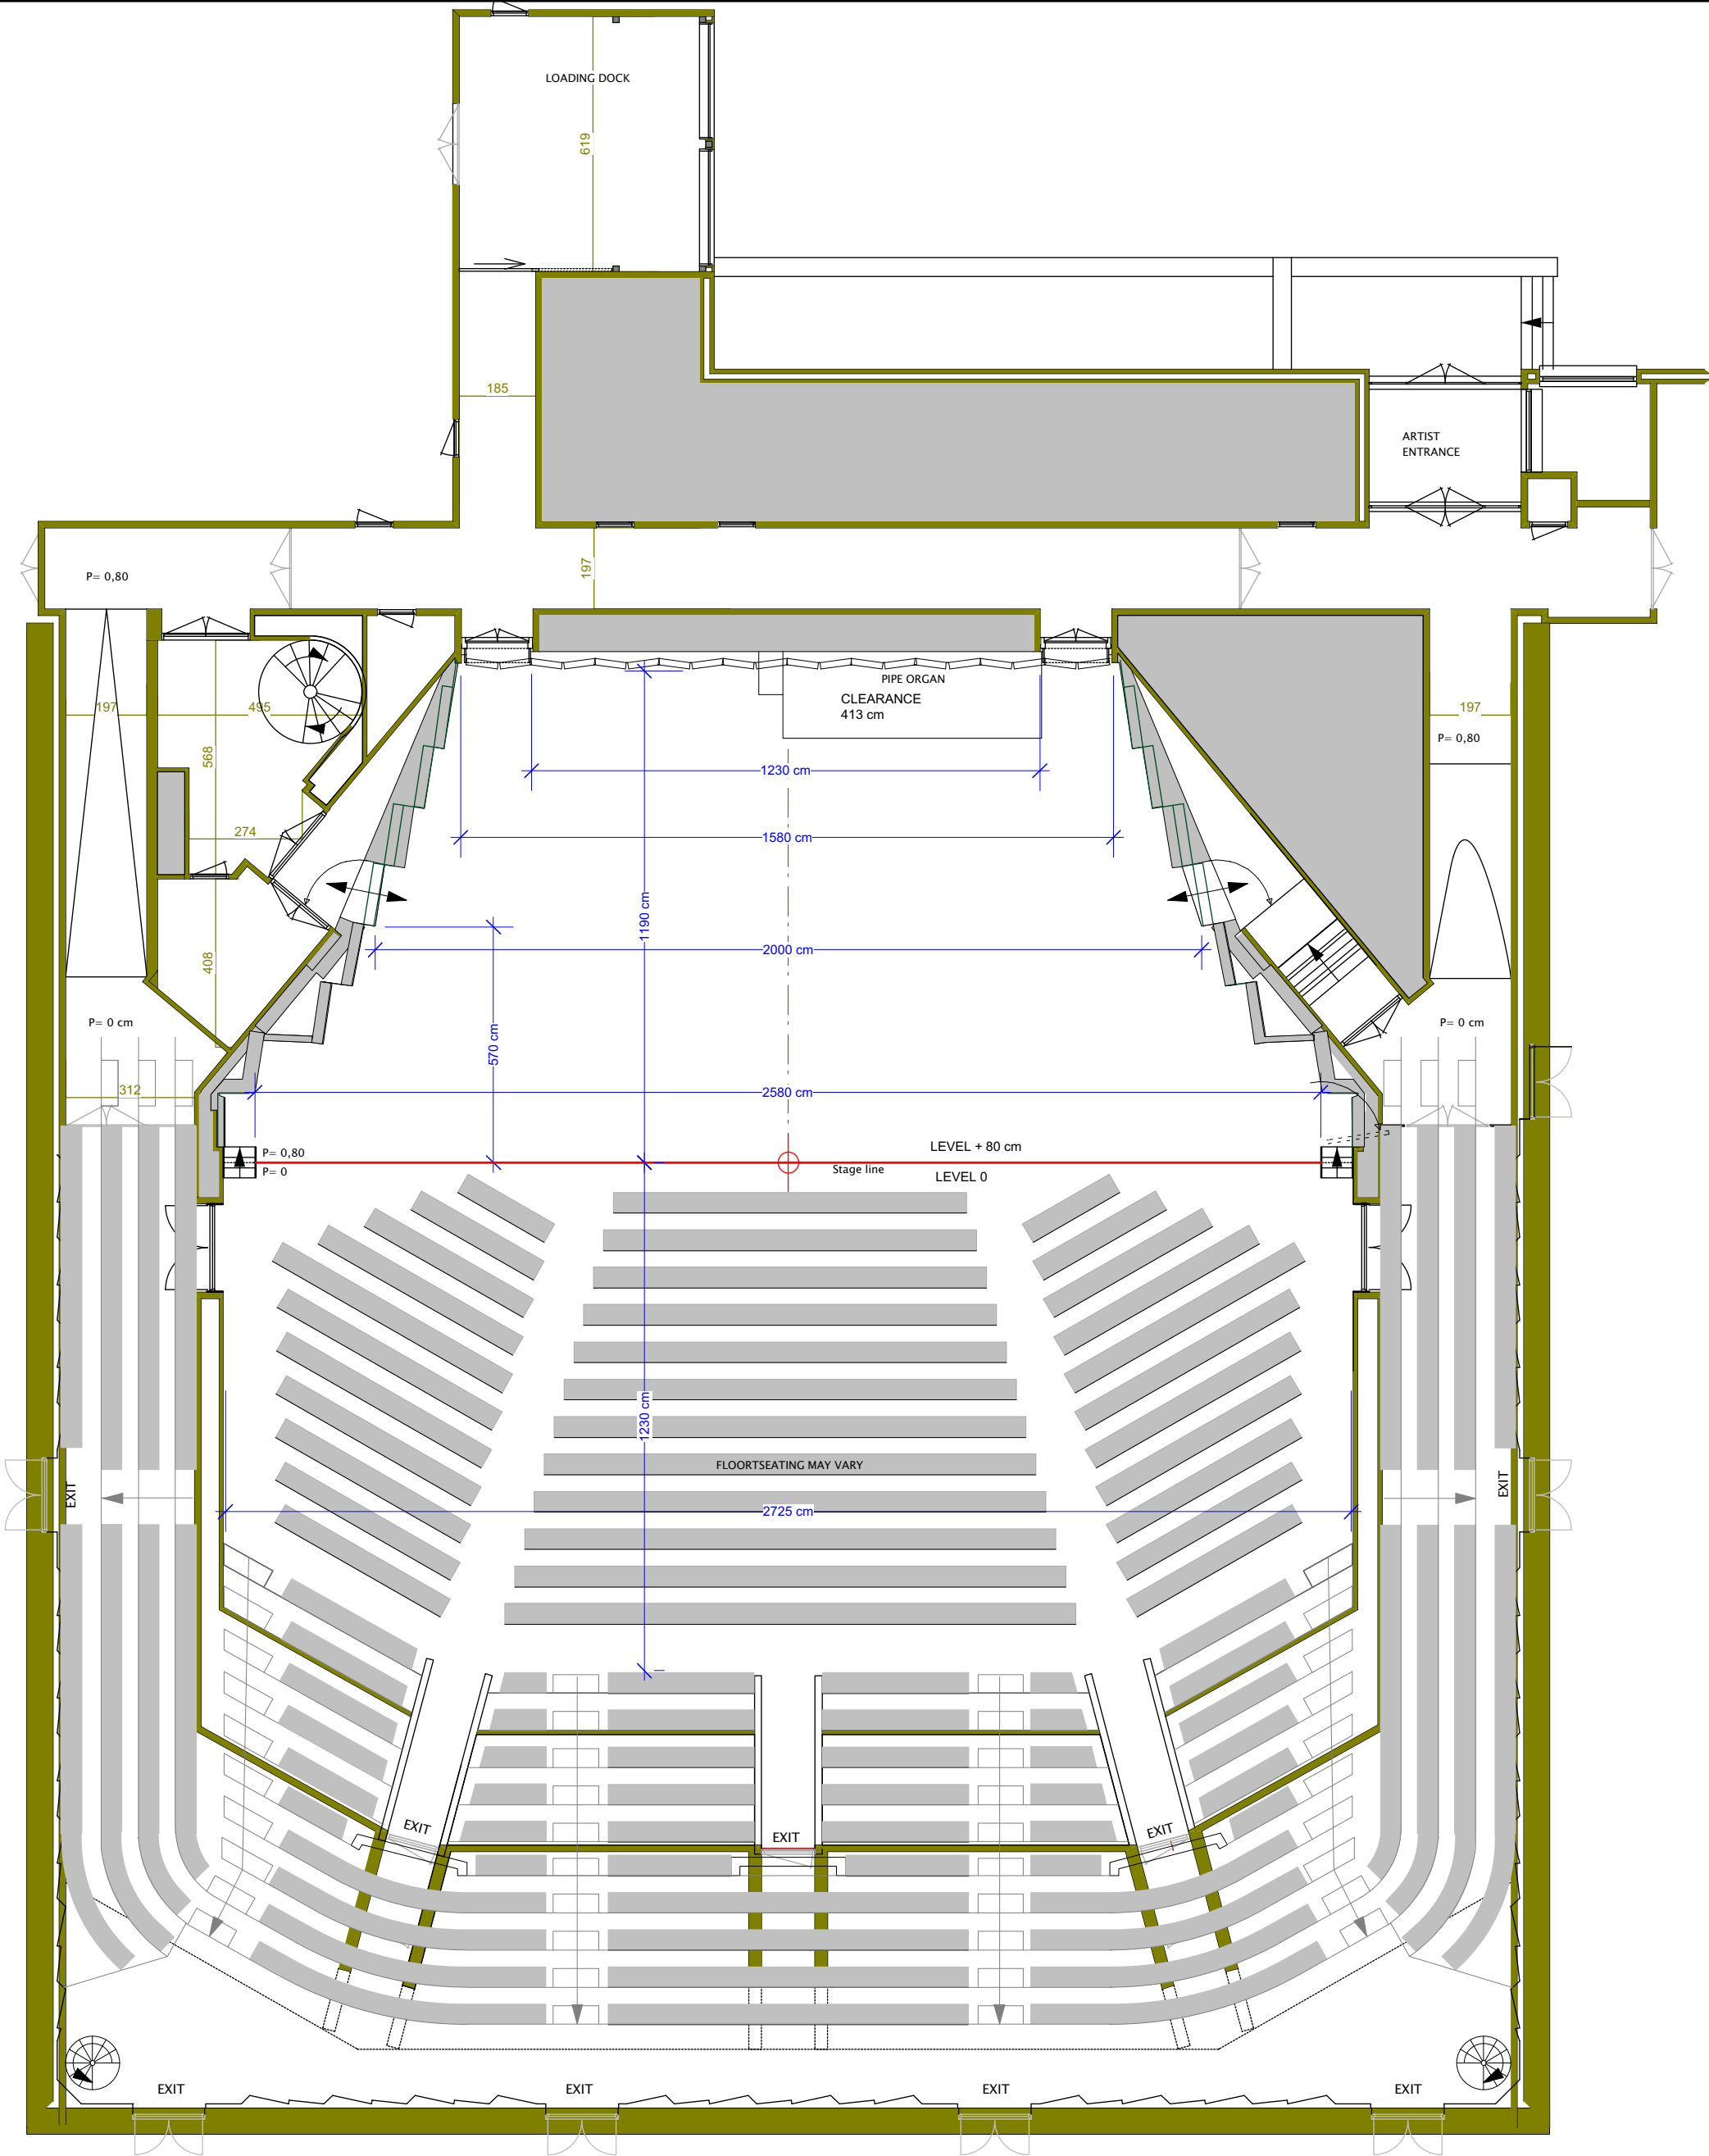 LOADING DOCK
619
185
ARTIST
ENTRANCE
197
P= 0,80
PIPE ORGAN
CLEARANCE
413 cm
197
495
197
P= 0,80
568
1230 cm
274
1580 cm
1190 cm
2000 cm
408
P= 0 cm
P= 0 cm
570 cm
312
2580 cm
LEVEL + 80 cm
P= 0,80
Stage line
P= 0
LEVEL 0
1230 cm
FLOORTSEATING MAY VARY
EXIT
EXIT
2725 cm
EXIT
EXIT
EXIT
EXIT
EXIT
EXIT
EXIT